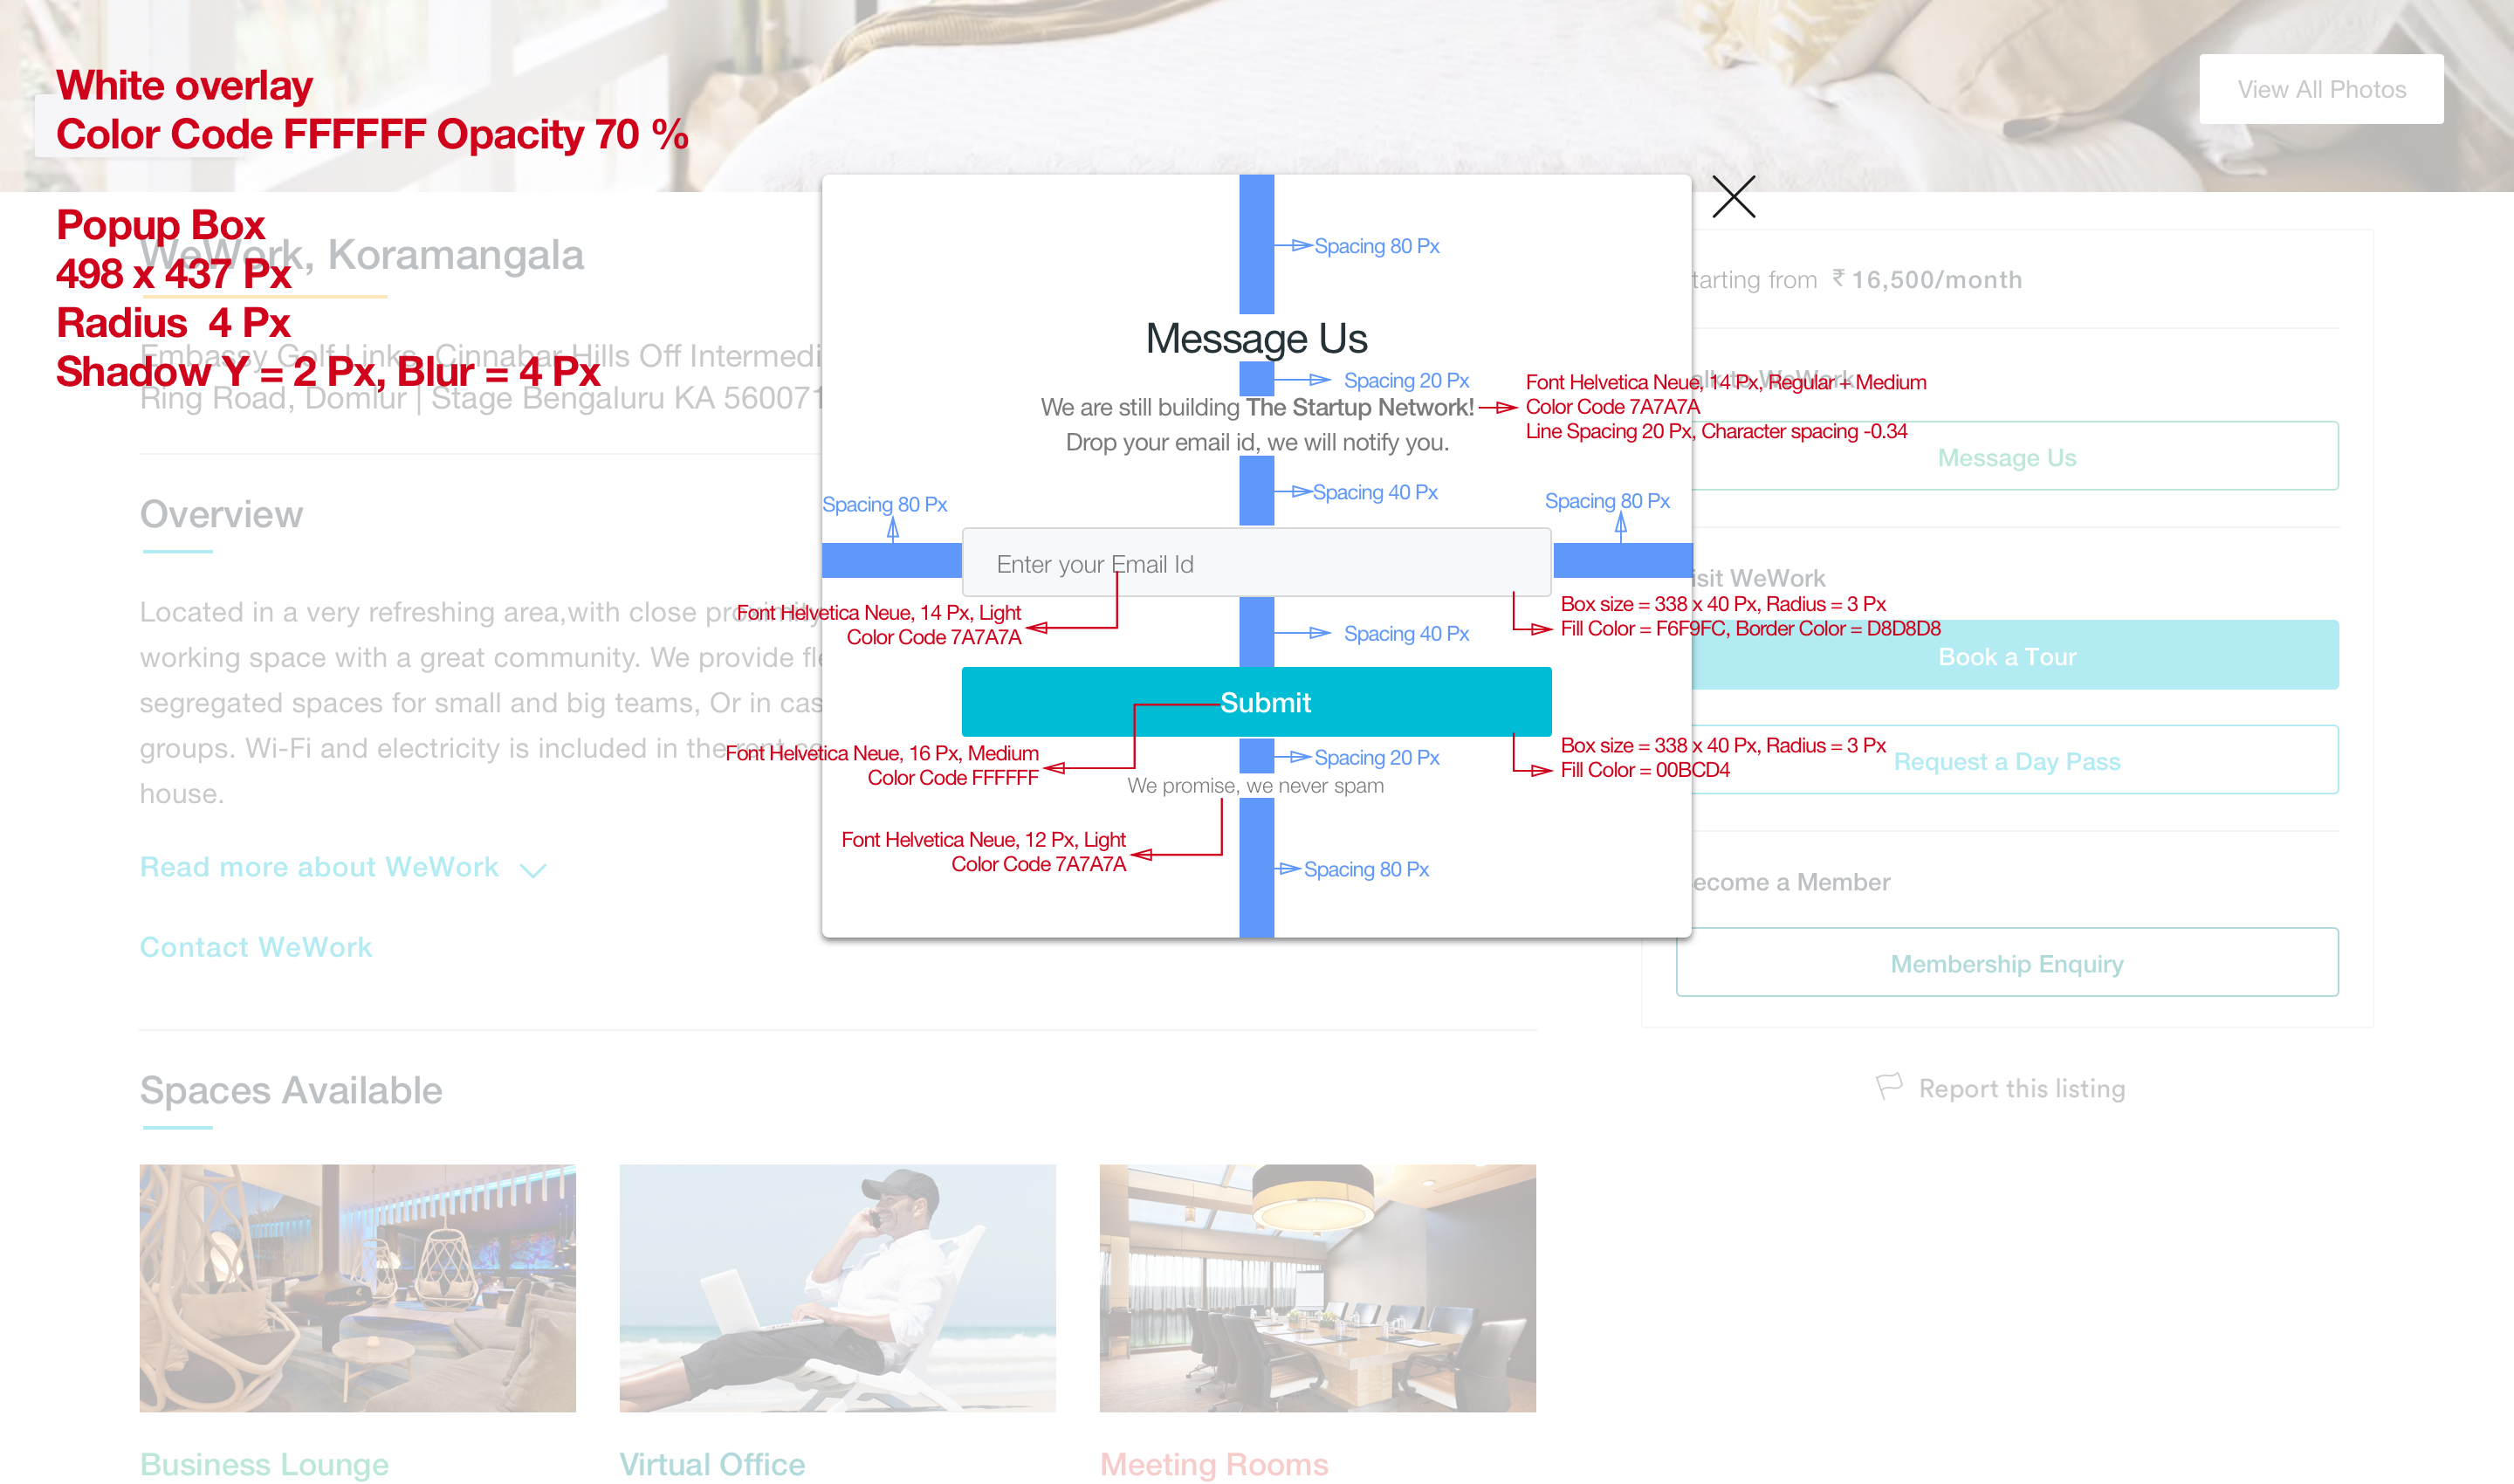 White overlay
Color Code FFFFFF Opacity 70 %
View All Photos
Popup Box
498 x 437 Px
Radius 4 Px
Shadow Y = 2 Px, Blur = 4 Px
WeWork, Koramangala
Embassy Golf Links, Cinnabar Hills Off Intermedi
Ring Road, Domlur | Stage Bengaluru KA 560071
Overview
Located in a very refreshing area,with close proximity
working space with a great community. We provide fle
segregated spaces for small and big teams, Or in cas
groups. Wi-Fi and electricity is included in the rent
house.
Read more about WeWork
Contact WeWork
Spacing 80 Px
Message Us
Spacing 20 Px
We are still building The Startup Network!
Drop your email id, we will notify you.
Font Helvetica Neue, 14 Px, Regular + Medium
Color Code 7A7A7A
Line Spacing 20 Px, Character spacing -0.34
Spacing 40 Px
Spacing 80 Px
Spacing 80 Px
Enter your Email Id
Font Helvetica Neue, 14 Px, Light
Color Code 7A7A7A
Box size = 338 x 40 Px, Radius = 3 Px
Fill Color = F6F9FC, Border Color = D8D8D8
Spacing 40 Px
Submit
Font Helvetica Neue, 16 Px, Medium
Color Code FFFFFF
Box size = 338 x 40 Px, Radius = 3 Px
Fill Color = 00BCD4
Spacing 20 Px
We promise, we never spam
Font Helvetica Neue, 12 Px, Light
Color Code 7A7A7A
Spacing 80 Px
tarting from ₹ 16,500/month
alk to WeWork
Message Us
isit WeWork
Book a Tour
Request a Day Pass
ecome a Member
Membership Enquiry
Report this listing
Spaces Available
Business Lounge
Virtual Office
Meeting Rooms